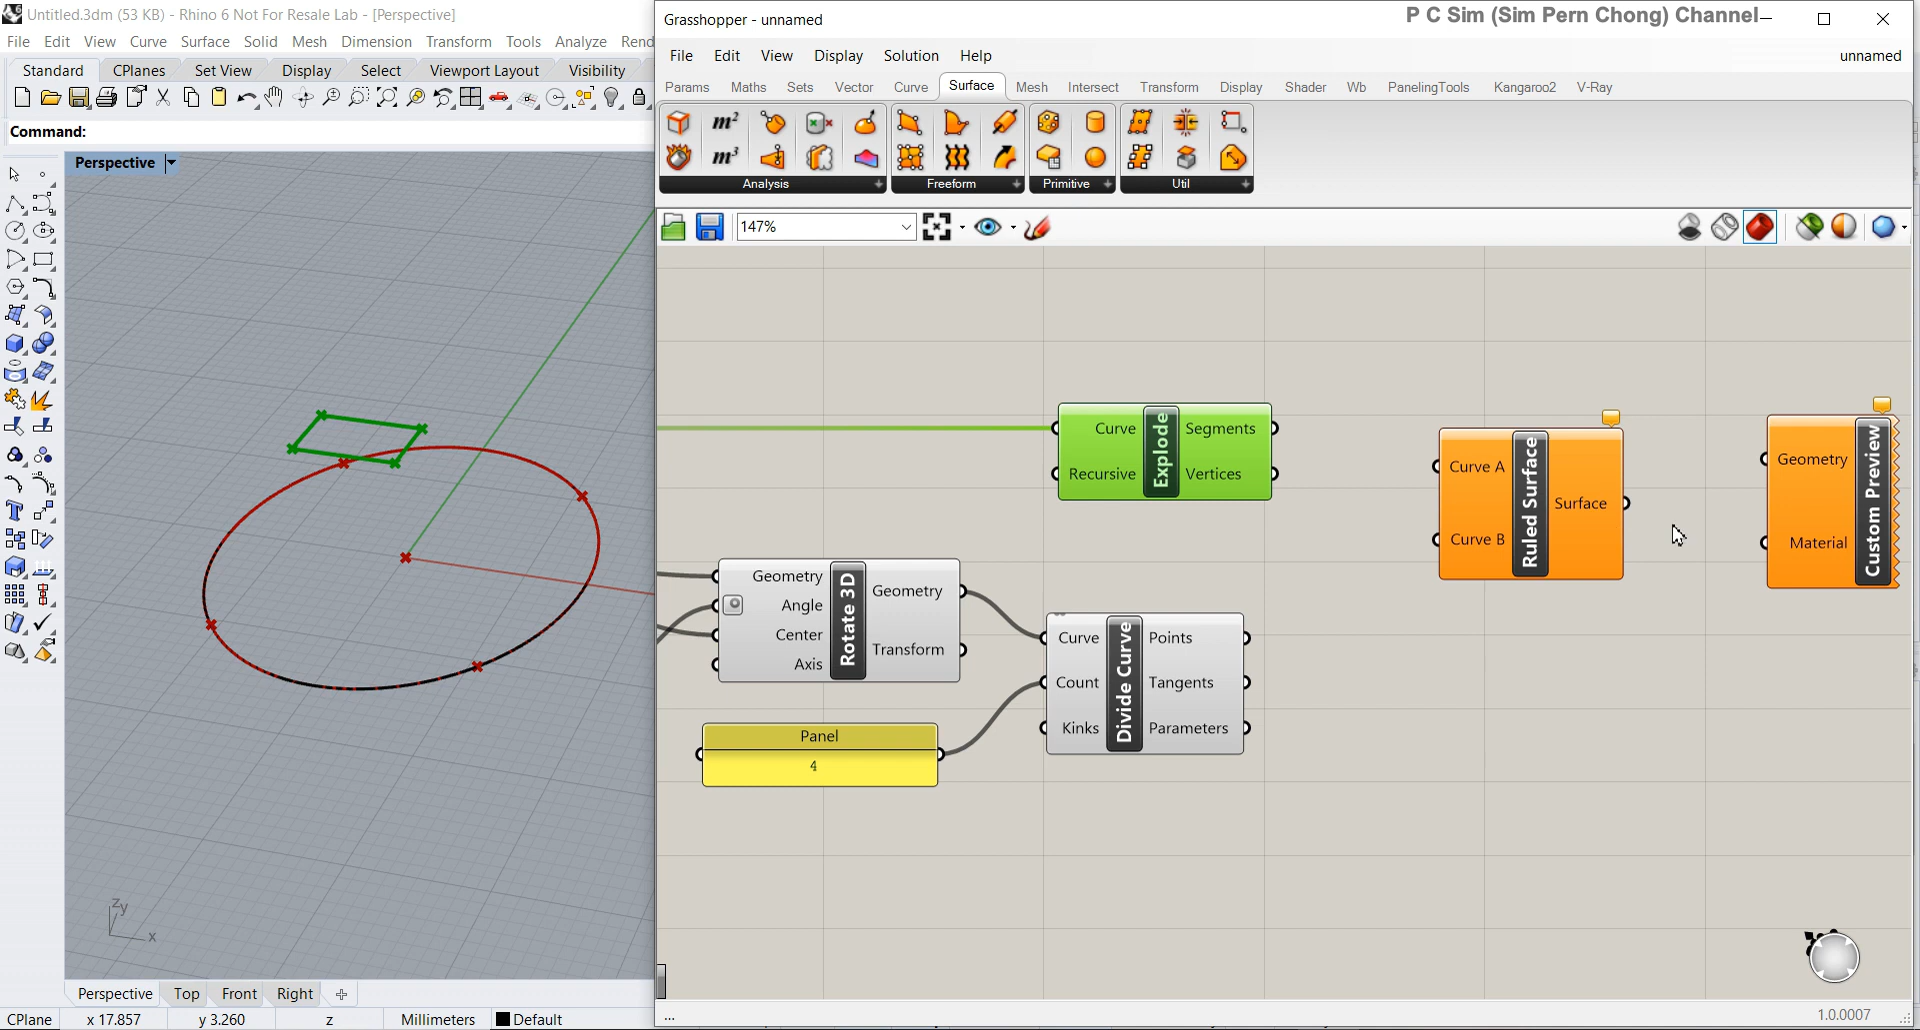 Untitled.3dm (53 KB) - Rhino 6 Not For Resale Lab - [Perspective]
File Edit View Curve Surface Solid Mesh Dimension Transform Tools Analyze Rend
Standard CPlanes Set View Display Select Viewport Layout Visibility
Command:
Perspective
zy
x
Perspective Top Front Right
CPlane x 17.857 y 3.260 z Millimeters Default
Grasshopper - unnamed
P C Sim (Sim Pern Chong) Channel
File Edit View Display Solution Help
unnamed
Params Maths Sets Vector Curve Surface Mesh Intersect Transform Display Shader Wb PanelingTools Kangaroo2 V-Ray
m²
m³
Analysis Freeform Primitive Util
147%
Curve Explode Segments
Recursive Vertices
Curve A Ruled Surface Surface
Curve B
Geometry Custom Preview
Material
Geometry Rotate 3D Geometry
Angle
Center Transform
Axis
Curve Divide Curve Points
Count Tangents
Kinks Parameters
Panel
4
...
1.0.0007